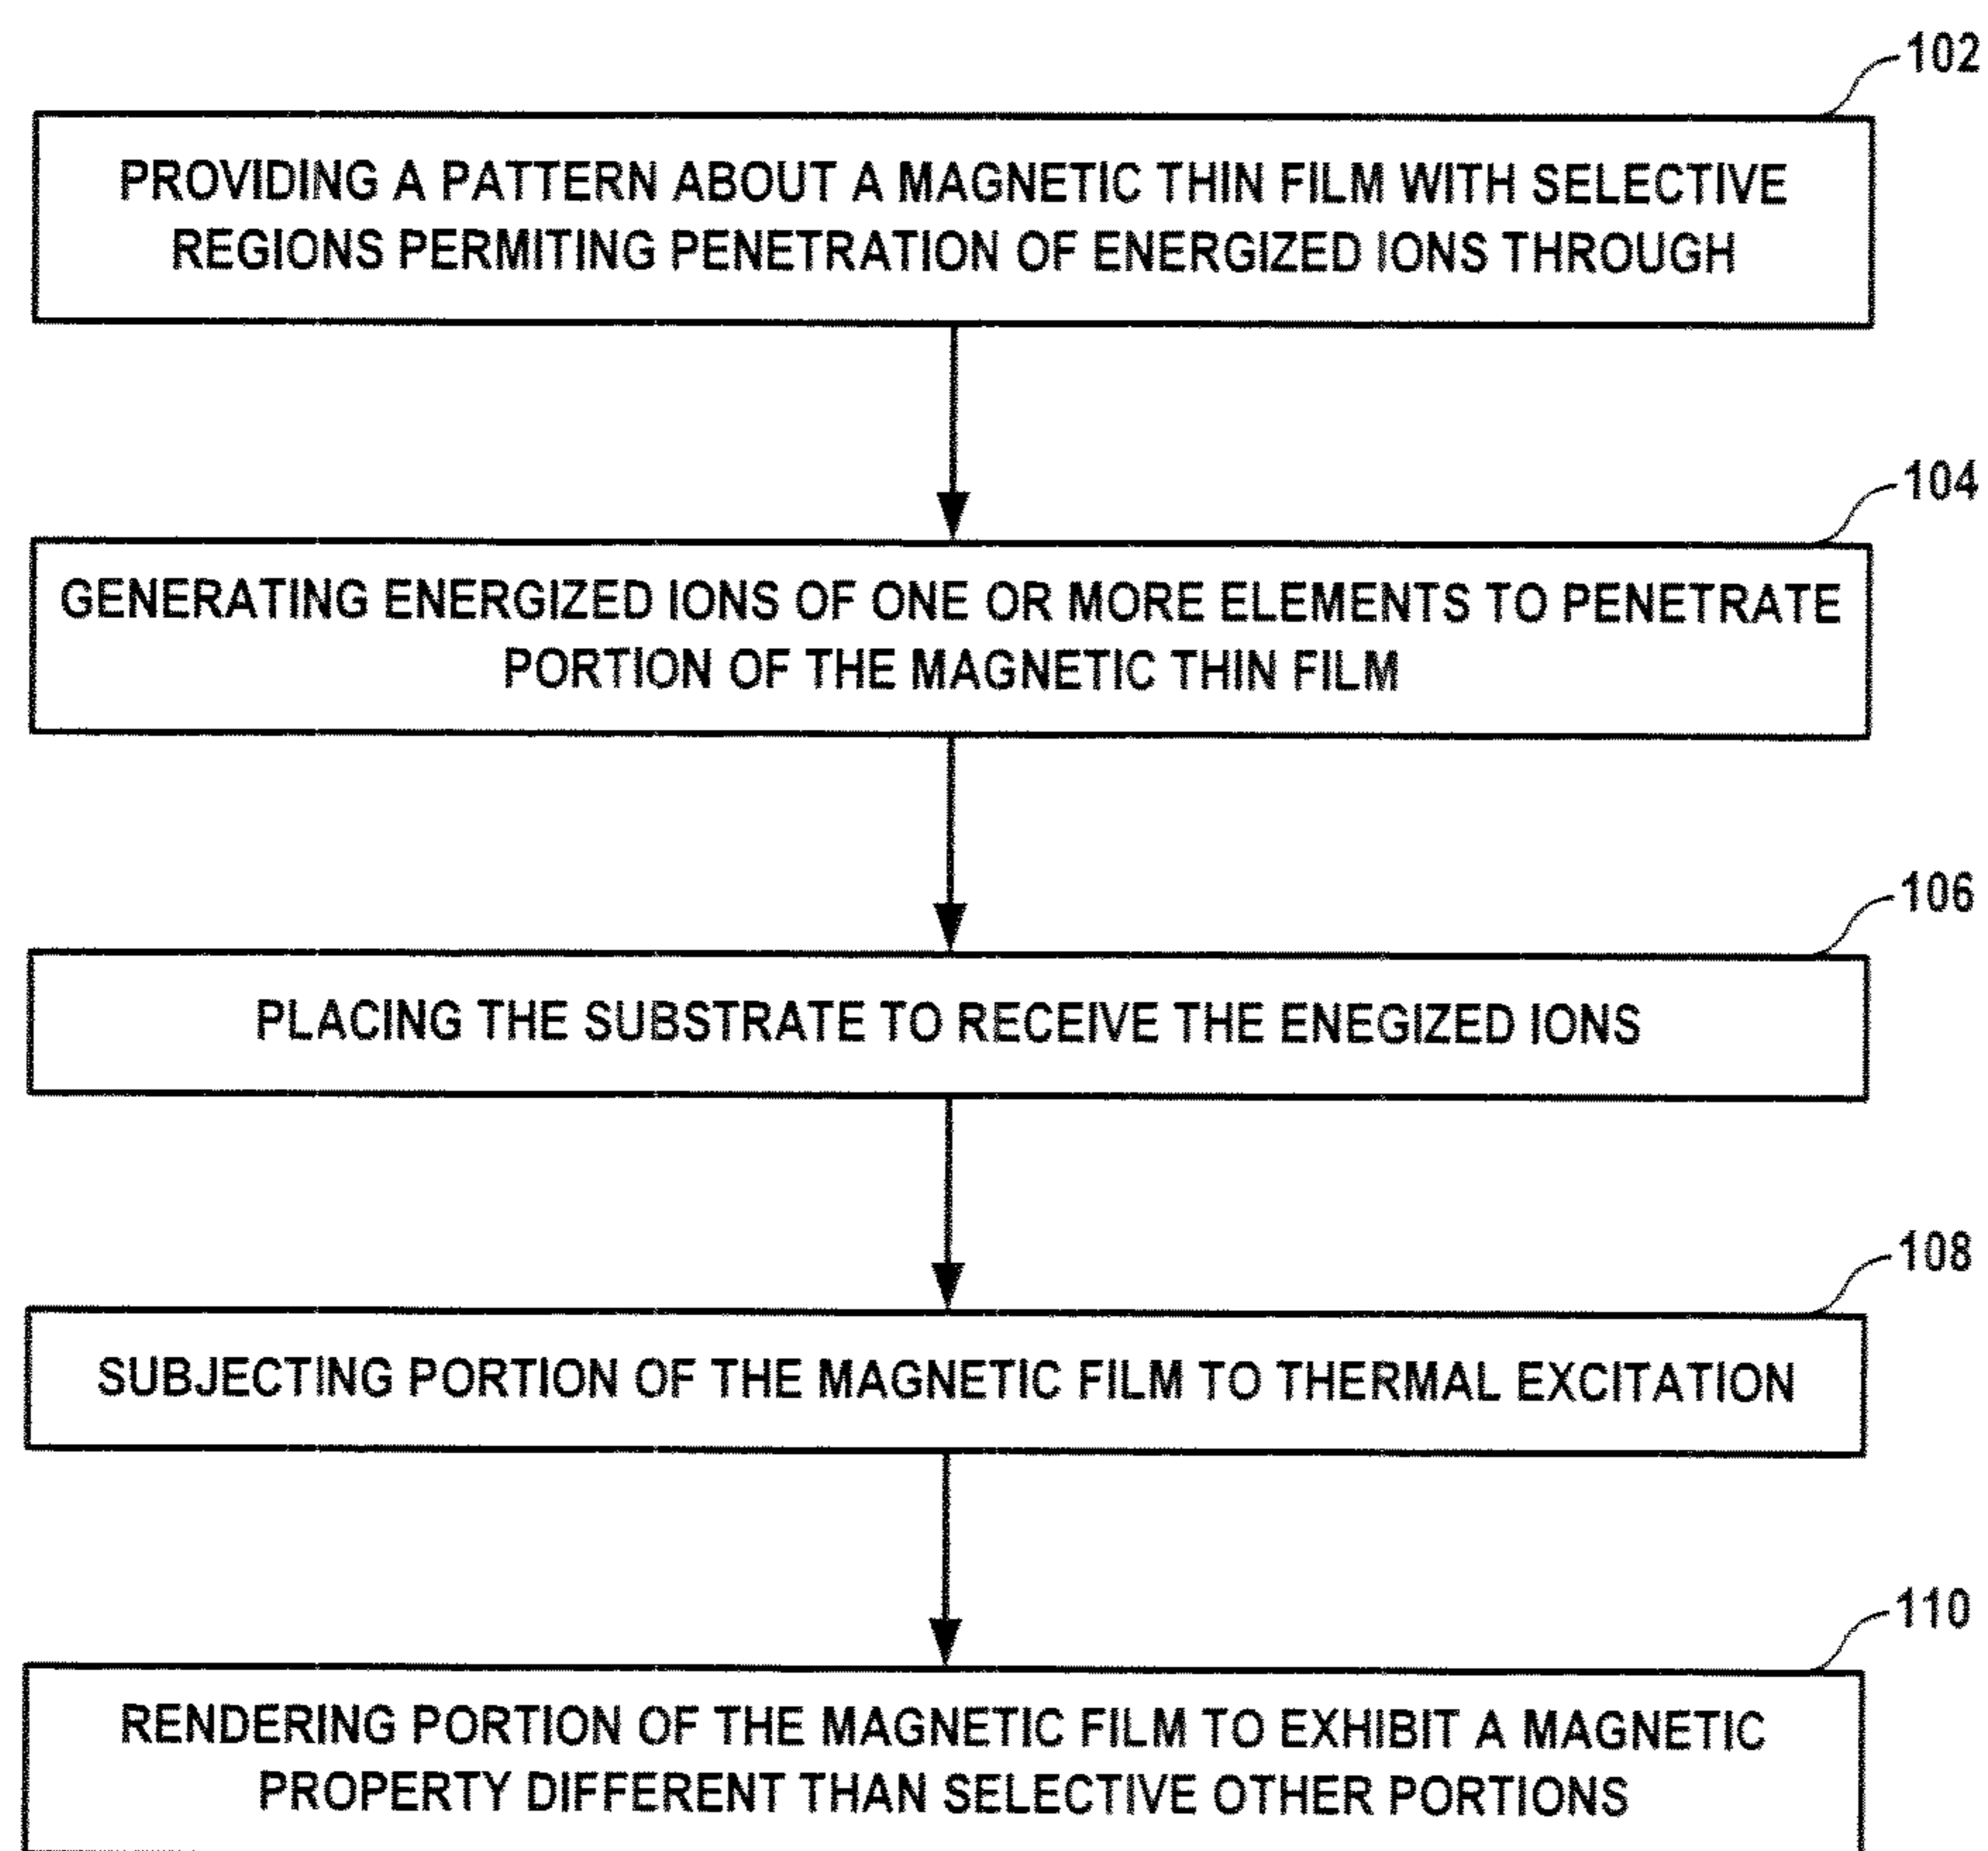 102
PROVIDING A PATTERN ABOUT A MAGNETIC THIN FILM WITH SELECTIVE
REGIONS PERMITING PENETRATION OF ENERGIZED IONS THROUGH
104
GENERATING ENERGIZED IONS OF ONE OR MORE ELEMENTS TO PENETRATE
PORTION OF THE MAGNETIC THIN FILM
106
PLACING THE SUBSTRATE TO RECEIVE THE ENEGIZED IONS
108
SUBJECTING PORTION OF THE MAGNETIC FILM TO THERMAL EXCITATION
110
RENDERING PORTION OF THE MAGNETIC FILM TO EXHIBIT A MAGNETIC
PROPERTY DIFFERENT THAN SELECTIVE OTHER PORTIONS